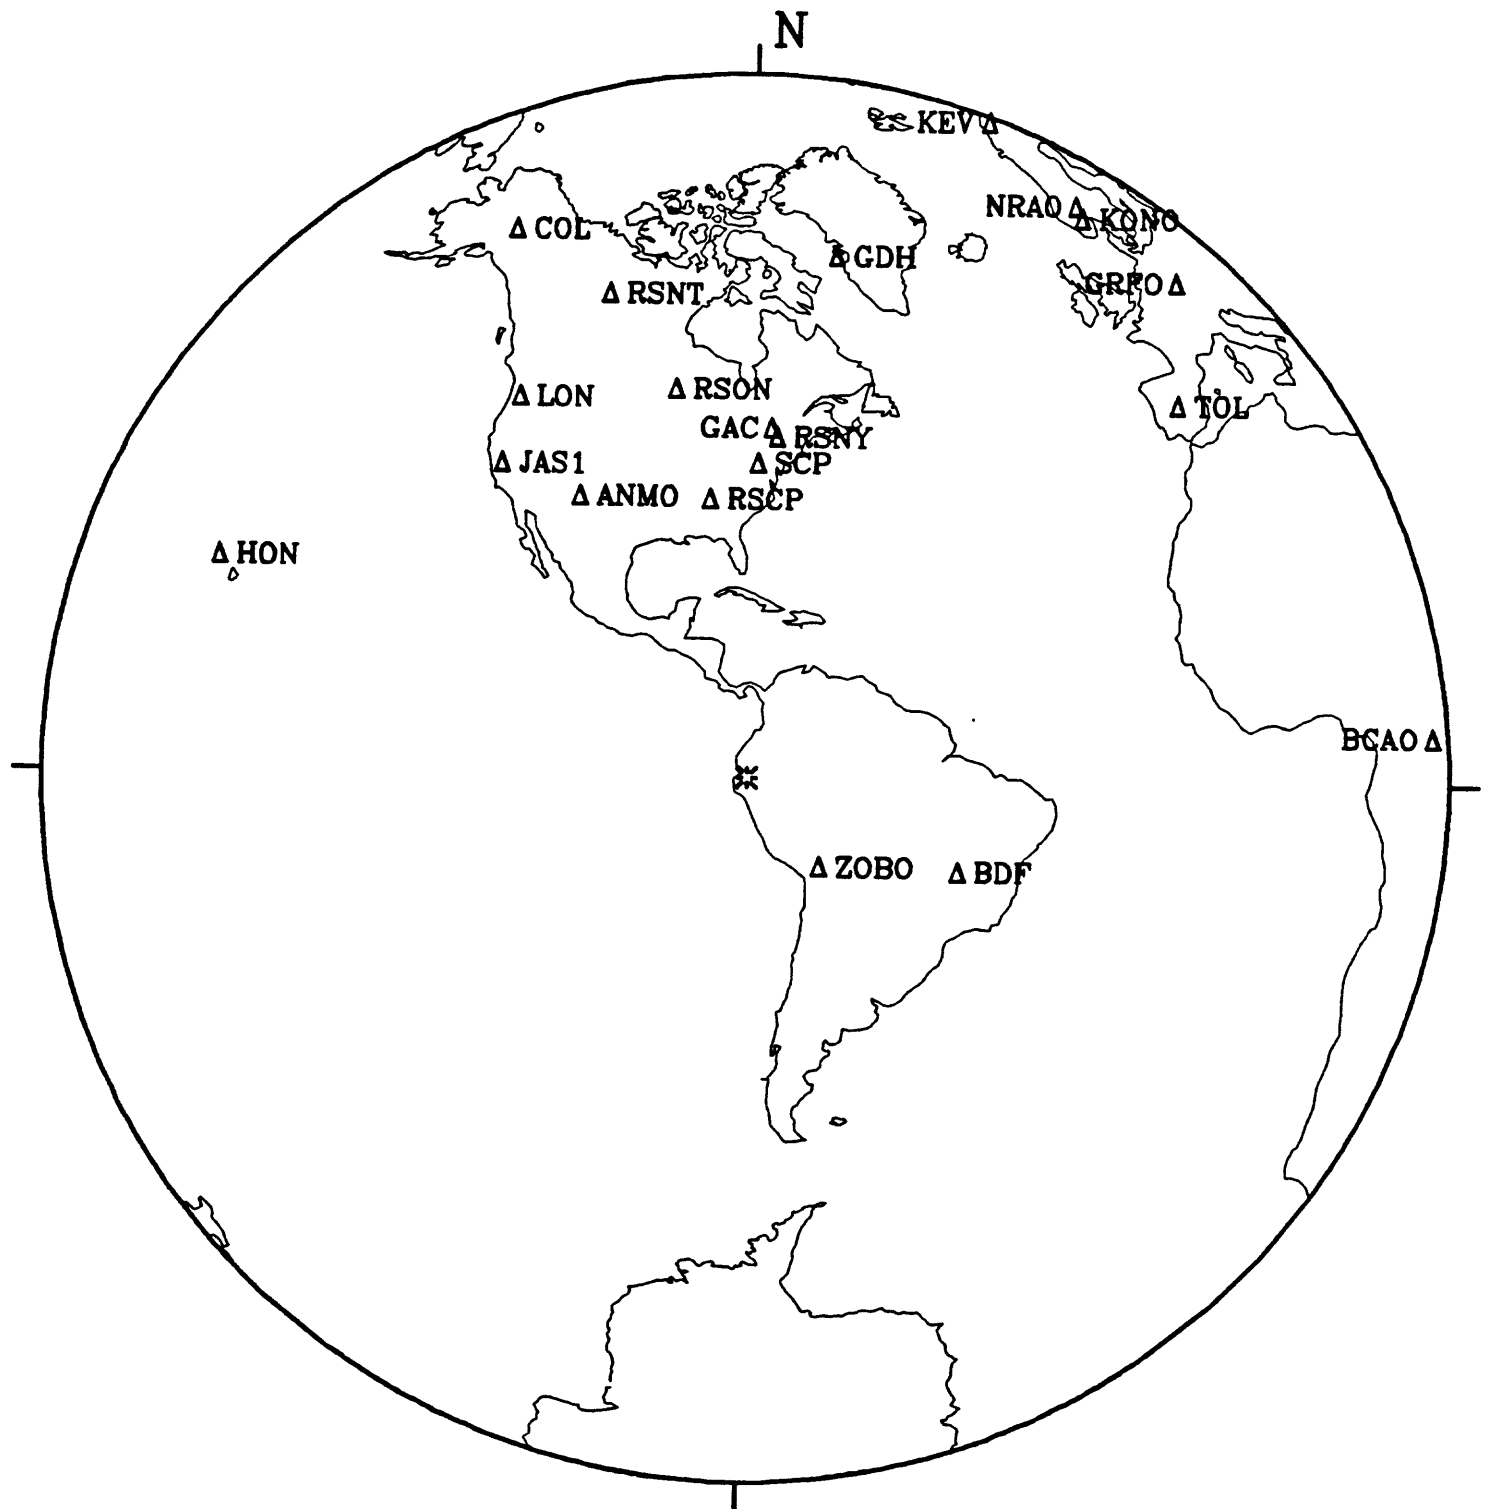 N
KEV
NRAO
KONO
COL
GDH
RSNT
GRFO
LON
RSON
TOL
GAC
RSNY
JAS1
SCP
ANMO
RSCP
HON
BCAO
ZOBO
BDF